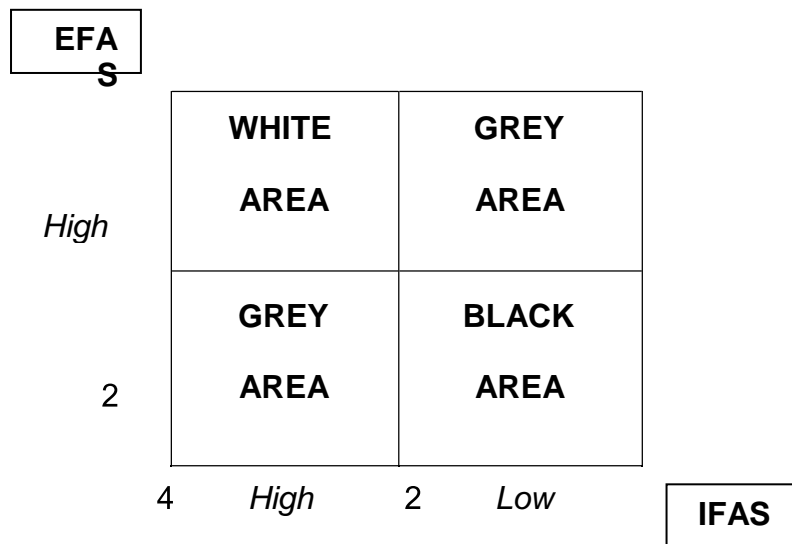 EFA
S
WHITE GREY
AREA AREA
High
GREY BLACK
2 AREA AREA
4 High 2 Low
IFAS